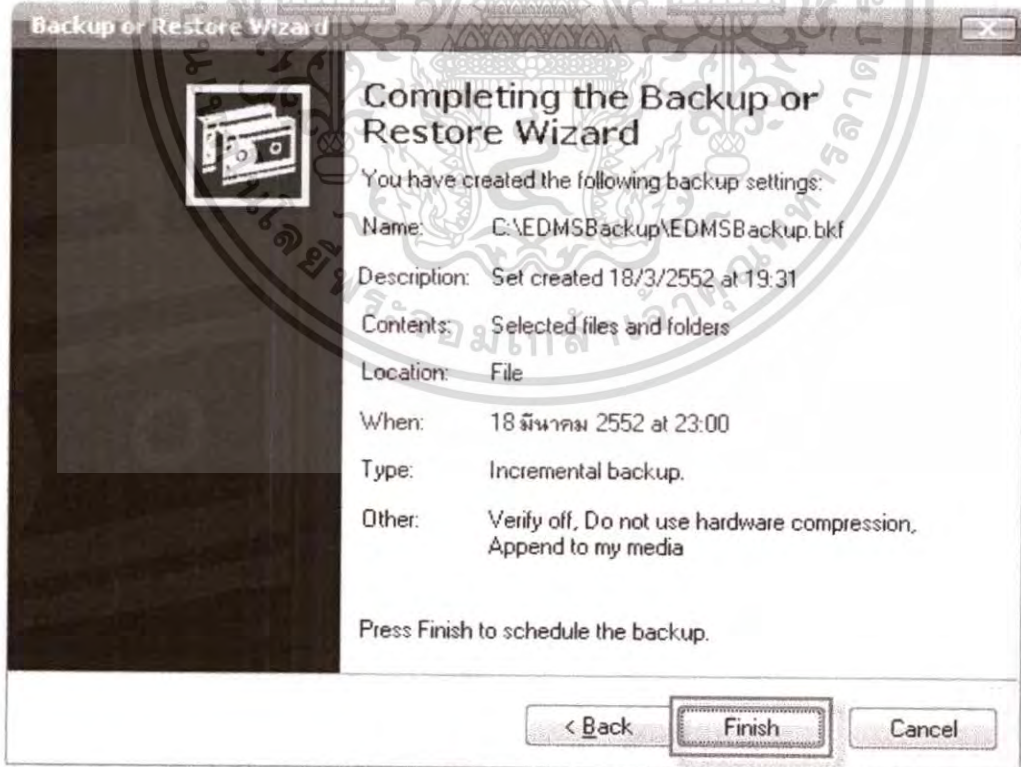 Backup or Restore Wizard
Completing the Backup or
Restore Wizard
You have created the following backup settings:
Name: C:\EDMSBackup\EDMSBackup.bkf
Description: Set created 18/3/2552 at 19:31
Contents: Selected files and folders
Location: File
When: 18 มีนาคม 2552 at 23:00
Type: Incremental backup.
Other: Verify off, Do not use hardware compression,
Append to my media
Press Finish to schedule the backup.
< Back Finish Cancel